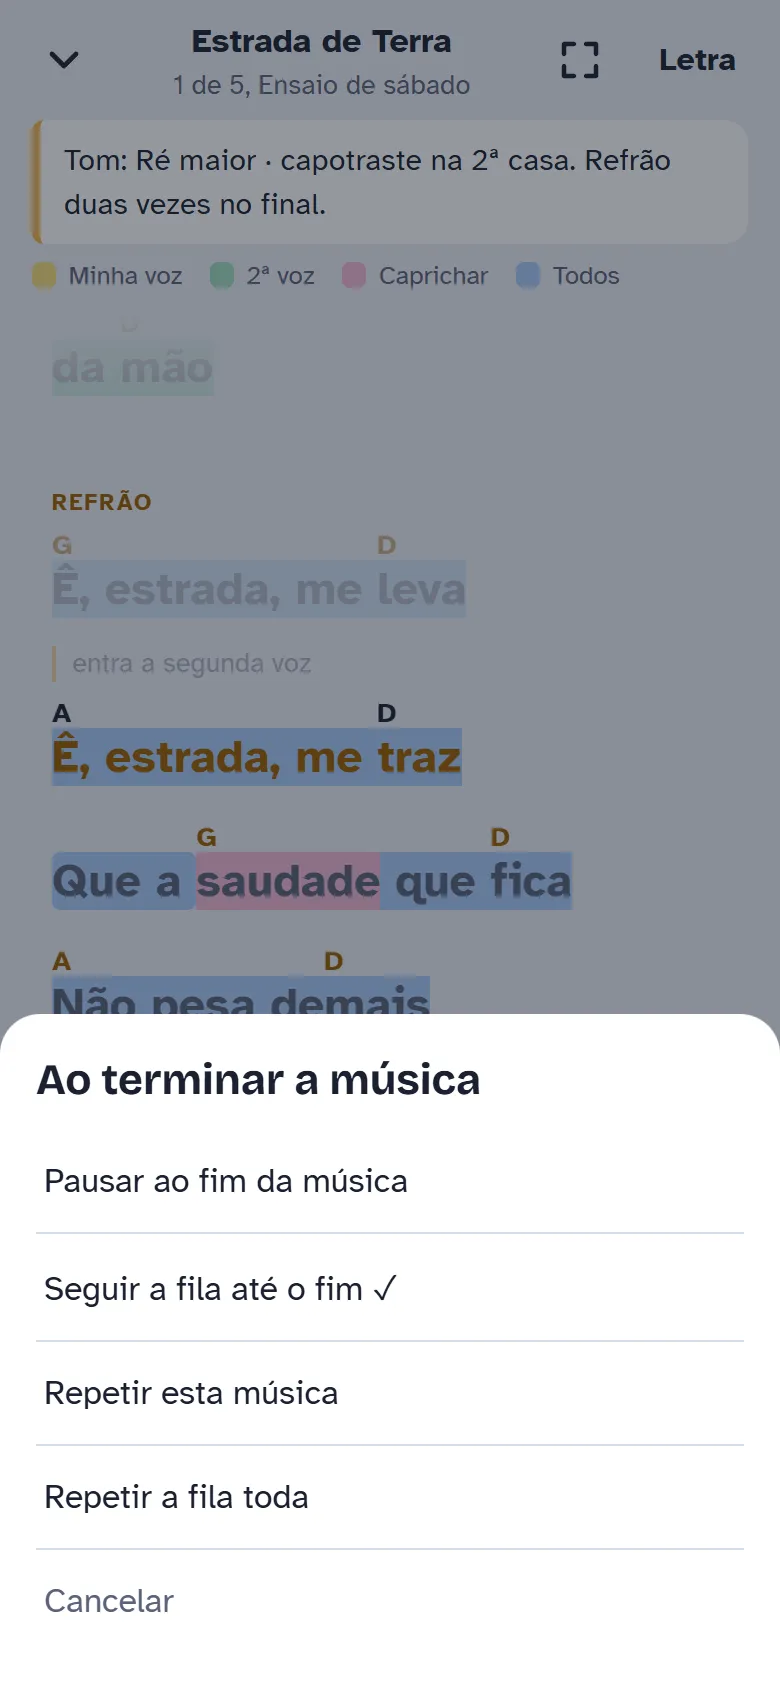 Estrada de Terra
1 de 5, Ensaio de sábado
Letra
Tom: Ré maior · capotraste na 2ª casa. Refrão
duas vezes no final.
Minha voz 2ª voz Caprichar Todos
D
da mão
REFRÃO
G D
Ê, estrada, me leva
entra a segunda voz
A D
Ê, estrada, me traz
G D
Que a saudade que fica
A D
Não pesa demais
Ao terminar a música
Pausar ao fim da música
Seguir a fila até o fim ✓
Repetir esta música
Repetir a fila toda
Cancelar